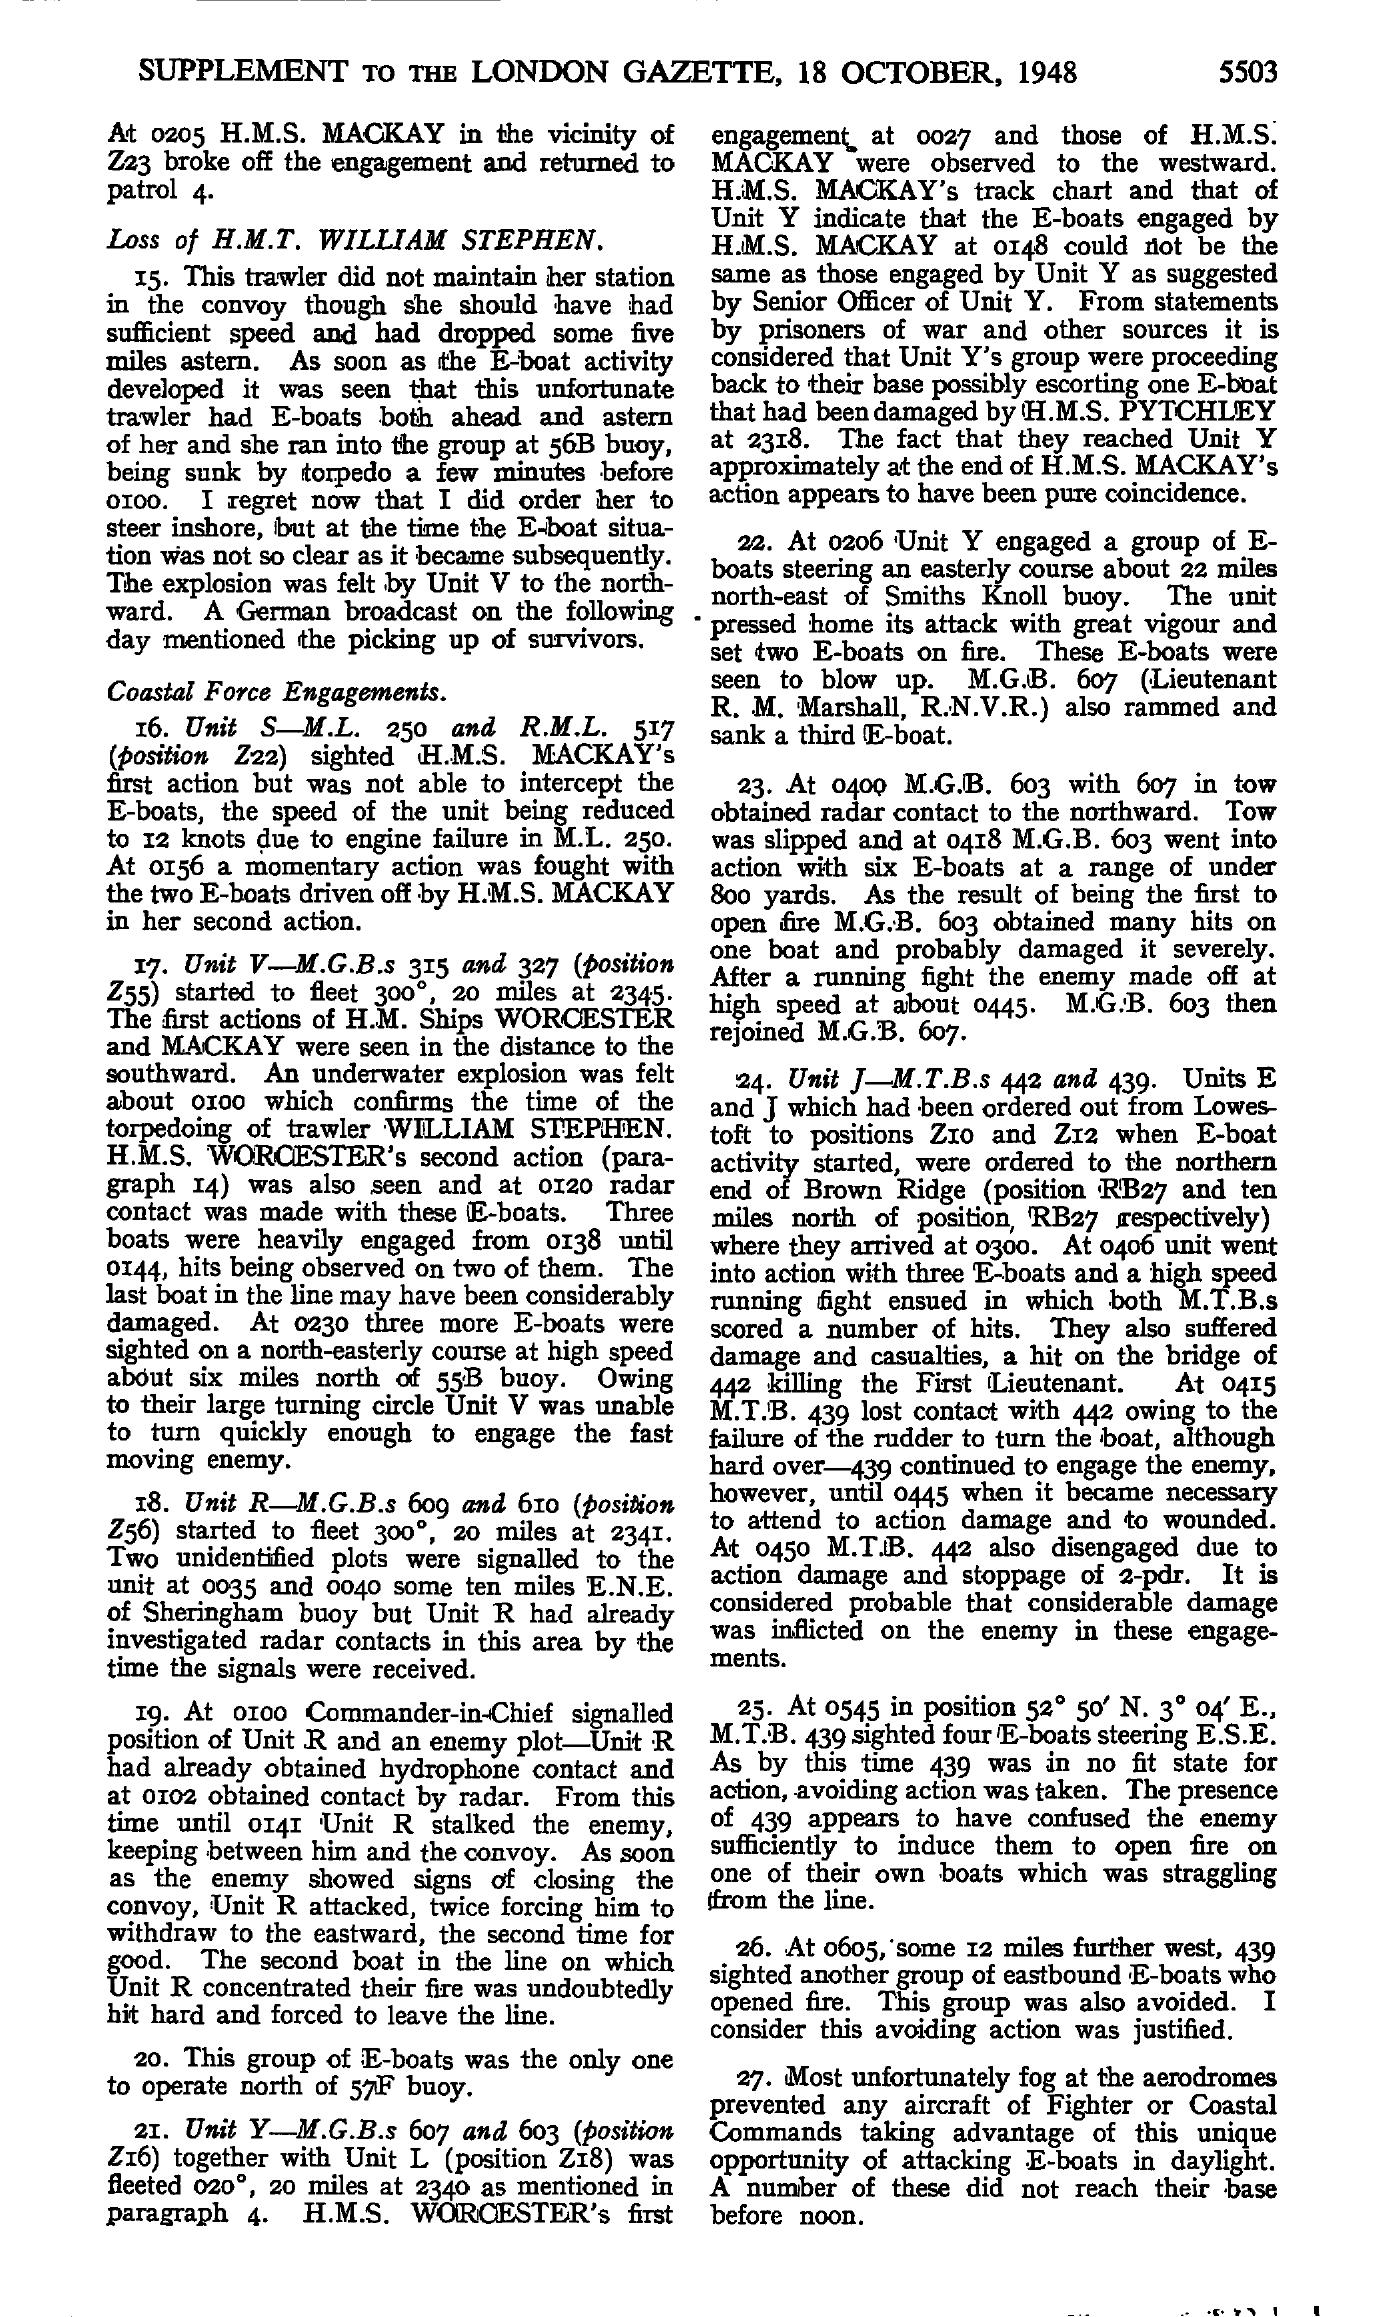 SUPPLEMENT TO THE LONDON GAZETTE, 18 OCTOBER, 1948 5503
At 0205 H.M.S. MACKAY in the vicinity of
Z23 broke off the engagement and returned to
patrol 4.
Loss of H.M.T. WILLIAM STEPHEN.
15. This trawler did not maintain her station
in the convoy though she should have had
sufficient speed and had dropped some five
miles astern. As soon as the E-boat activity
developed it was seen that this unfortunate
trawler had E-boats both ahead and astern
of her and she ran into the group at 56B buoy,
being sunk by torpedo a few minutes before
0100. I regret now that I did order her to
steer inshore, but at the time the E-boat situa-
tion was not so clear as it became subsequently.
The explosion was felt by Unit V to the north-
ward. A German broadcast on the following
day mentioned the picking up of survivors.
Coastal Force Engagements.
16. Unit S—M.L. 250 and R.M.L. 517
(position Z22) sighted H.M.S. MACKAY's
first action but was not able to intercept the
E-boats, the speed of the unit being reduced
to 12 knots due to engine failure in M.L. 250.
At 0156 a momentary action was fought with
the two E-boats driven off by H.M.S. MACKAY
in her second action.
17. Unit V—M.G.B.s 315 and 327 (position
Z55) started to fleet 300°, 20 miles at 2345.
The first actions of H.M. Ships WORCESTER
and MACKAY were seen in the distance to the
southward. An underwater explosion was felt
about 0100 which confirms the time of the
torpedoing of trawler WILLIAM STEPHEN.
H.M.S. WORCESTER's second action (para-
graph 14) was also seen and at 0120 radar
contact was made with these E-boats. Three
boats were heavily engaged from 0138 until
0144, hits being observed on two of them. The
last boat in the line may have been considerably
damaged. At 0230 three more E-boats were
sighted on a north-easterly course at high speed
about six miles north of 55B buoy. Owing
to their large turning circle Unit V was unable
to turn quickly enough to engage the fast
moving enemy.
18. Unit R—M.G.B.s 609 and 610 (position
Z56) started to fleet 300°, 20 miles at 2341.
Two unidentified plots were signalled to the
unit at 0035 and 0040 some ten miles E.N.E.
of Sheringham buoy but Unit R had already
investigated radar contacts in this area by the
time the signals were received.
19. At 0100 Commander-in-Chief signalled
position of Unit R and an enemy plot—Unit R
had already obtained hydrophone contact and
at 0102 obtained contact by radar. From this
time until 0141 Unit R stalked the enemy,
keeping between him and the convoy. As soon
as the enemy showed signs of closing the
convoy, Unit R attacked, twice forcing him to
withdraw to the eastward, the second time for
good. The second boat in the line on which
Unit R concentrated their fire was undoubtedly
hit hard and forced to leave the line.
20. This group of E-boats was the only one
to operate north of 57F buoy.
21. Unit Y—M.G.B.s 607 and 603 (position
Z16) together with Unit L (position Z18) was
fleeted 020°, 20 miles at 2340 as mentioned in
paragraph 4. H.M.S. WORCESTER's first
engagement at 0027 and those of H.M.S.
MACKAY were observed to the westward.
H.M.S. MACKAY's track chart and that of
Unit Y indicate that the E-boats engaged by
H.M.S. MACKAY at 0148 could not be the
same as those engaged by Unit Y as suggested
by Senior Officer of Unit Y. From statements
by prisoners of war and other sources it is
considered that Unit Y's group were proceeding
back to their base possibly escorting one E-boat
that had been damaged by H.M.S. PYTCHLEY
at 2318. The fact that they reached Unit Y
approximately at the end of H.M.S. MACKAY's
action appears to have been pure coincidence.
22. At 0206 Unit Y engaged a group of E-
boats steering an easterly course about 22 miles
north-east of Smiths Knoll buoy. The unit
pressed home its attack with great vigour and
set two E-boats on fire. These E-boats were
seen to blow up. M.G.B. 607 (Lieutenant
R. M. Marshall, R.N.V.R.) also rammed and
sank a third E-boat.
23. At 0400 M.G.B. 603 with 607 in tow
obtained radar contact to the northward. Tow
was slipped and at 0418 M.G.B. 603 went into
action with six E-boats at a range of under
800 yards. As the result of being the first to
open fire M.G.B. 603 obtained many hits on
one boat and probably damaged it severely.
After a running fight the enemy made off at
high speed at about 0445. M.G.B. 603 then
rejoined M.G.B. 607.
24. Unit J—M.T.B.s 442 and 439. Units E
and J which had been ordered out from Lowes-
toft to positions Z10 and Z12 when E-boat
activity started, were ordered to the northern
end of Brown Ridge (position RB27 and ten
miles north of position, RB27 respectively)
where they arrived at 0300. At 0406 unit went
into action with three E-boats and a high speed
running fight ensued in which both M.T.B.s
scored a number of hits. They also suffered
damage and casualties, a hit on the bridge of
442 killing the First Lieutenant. At 0415
M.T.B. 439 lost contact with 442 owing to the
failure of the rudder to turn the boat, although
hard over—439 continued to engage the enemy,
however, until 0445 when it became necessary
to attend to action damage and to wounded.
At 0450 M.T.B. 442 also disengaged due to
action damage and stoppage of 2-pdr. It is
considered probable that considerable damage
was inflicted on the enemy in these engage-
ments.
25. At 0545 in position 52° 50′ N. 3° 04′ E.,
M.T.B. 439 sighted four E-boats steering E.S.E.
As by this time 439 was in no fit state for
action, avoiding action was taken. The presence
of 439 appears to have confused the enemy
sufficiently to induce them to open fire on
one of their own boats which was straggling
from the line.
26. At 0605, some 12 miles further west, 439
sighted another group of eastbound E-boats who
opened fire. This group was also avoided. I
consider this avoiding action was justified.
27. Most unfortunately fog at the aerodromes
prevented any aircraft of Fighter or Coastal
Commands taking advantage of this unique
opportunity of attacking E-boats in daylight.
A number of these did not reach their base
before noon.